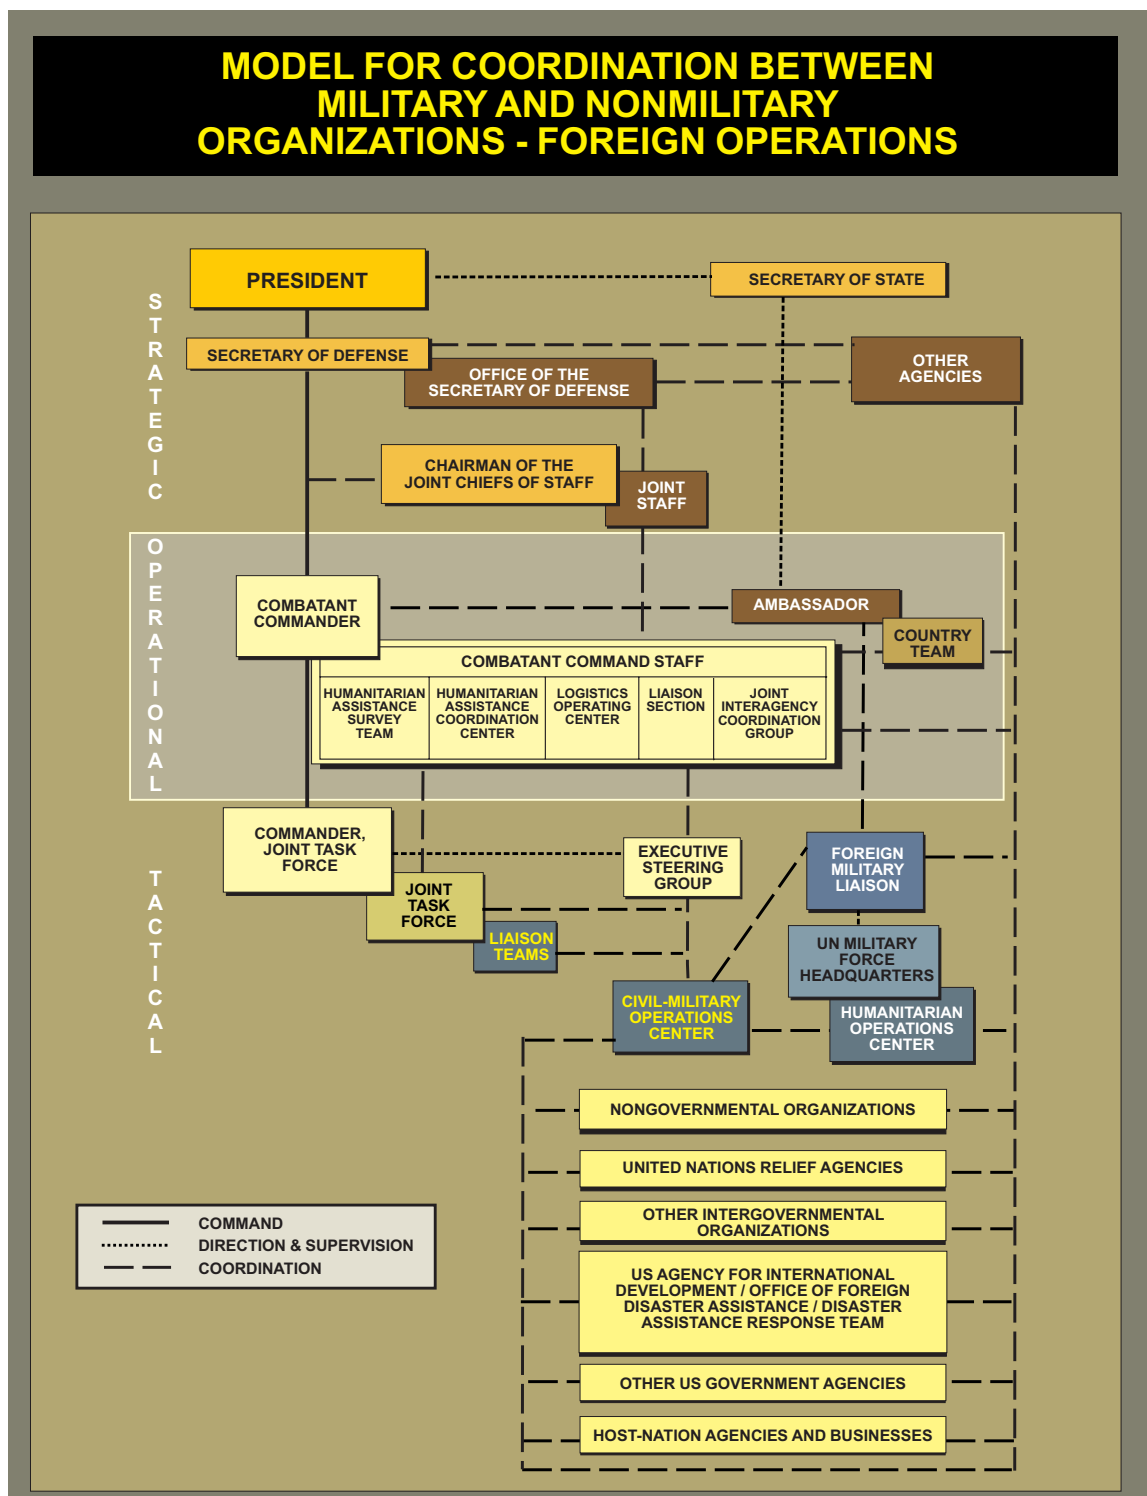 MODEL FOR COORDINATION BETWEEN
MILITARY AND NONMILITARY
ORGANIZATIONS - FOREIGN OPERATIONS
STRATEGIC
PRESIDENT
SECRETARY OF STATE
SECRETARY OF DEFENSE
OFFICE OF THE
SECRETARY OF DEFENSE
OTHER
AGENCIES
CHAIRMAN OF THE
JOINT CHIEFS OF STAFF
JOINT
STAFF
OPERATIONAL
COMBATANT
COMMANDER
AMBASSADOR
COUNTRY
TEAM
COMBATANT COMMAND STAFF
HUMANITARIAN
ASSISTANCE
SURVEY
TEAM
HUMANITARIAN
ASSISTANCE
COORDINATION
CENTER
LOGISTICS
OPERATING
CENTER
LIAISON
SECTION
JOINT
INTERAGENCY
COORDINATION
GROUP
TACTICAL
COMMANDER,
JOINT TASK
FORCE
EXECUTIVE
STEERING
GROUP
FOREIGN
MILITARY
LIAISON
JOINT
TASK
FORCE
LIAISON
TEAMS
UN MILITARY
FORCE
HEADQUARTERS
CIVIL-MILITARY
OPERATIONS
CENTER
HUMANITARIAN
OPERATIONS
CENTER
NONGOVERNMENTAL ORGANIZATIONS
UNITED NATIONS RELIEF AGENCIES
OTHER INTERGOVERNMENTAL
ORGANIZATIONS
US AGENCY FOR INTERNATIONAL
DEVELOPMENT / OFFICE OF FOREIGN
DISASTER ASSISTANCE / DISASTER
ASSISTANCE RESPONSE TEAM
OTHER US GOVERNMENT AGENCIES
HOST-NATION AGENCIES AND BUSINESSES
COMMAND
DIRECTION & SUPERVISION
COORDINATION